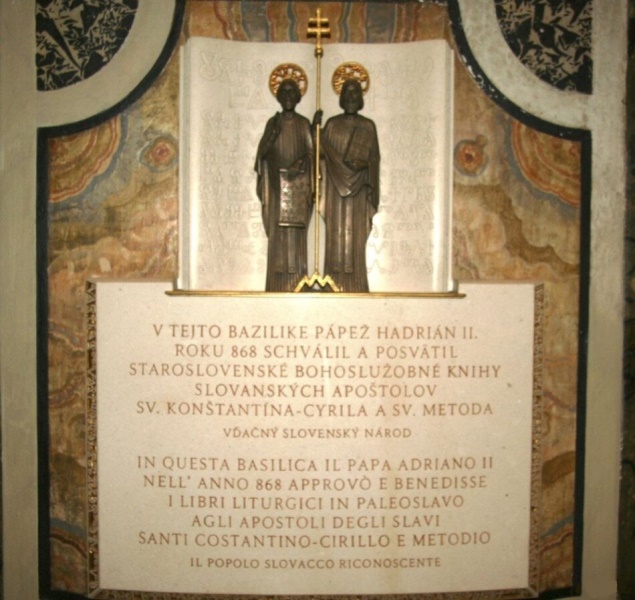 V TEJTO BAZILIKE PÁPEŽ HADRIÁN II.
ROKU 868 SCHVÁLIL A POSVÄTIL
STAROSLOVENSKÉ BOHOSLUŽOBNÉ KNIHY
SLOVANSKÝCH APOŠTOLOV
SV. KONŠTANTÍNA-CYRILA A SV. METODA
VĎAČNÝ SLOVENSKÝ NÁROD
IN QUESTA BASILICA IL PAPA ADRIANO II
NELL' ANNO 868 APPROVÒ E BENEDISSE
I LIBRI LITURGICI IN PALEOSLAVO
AGLI APOSTOLI DEGLI SLAVI
SANTI COSTANTINO-CIRILLO E METODIO
IL POPOLO SLOVACCO RICONOSCENTE